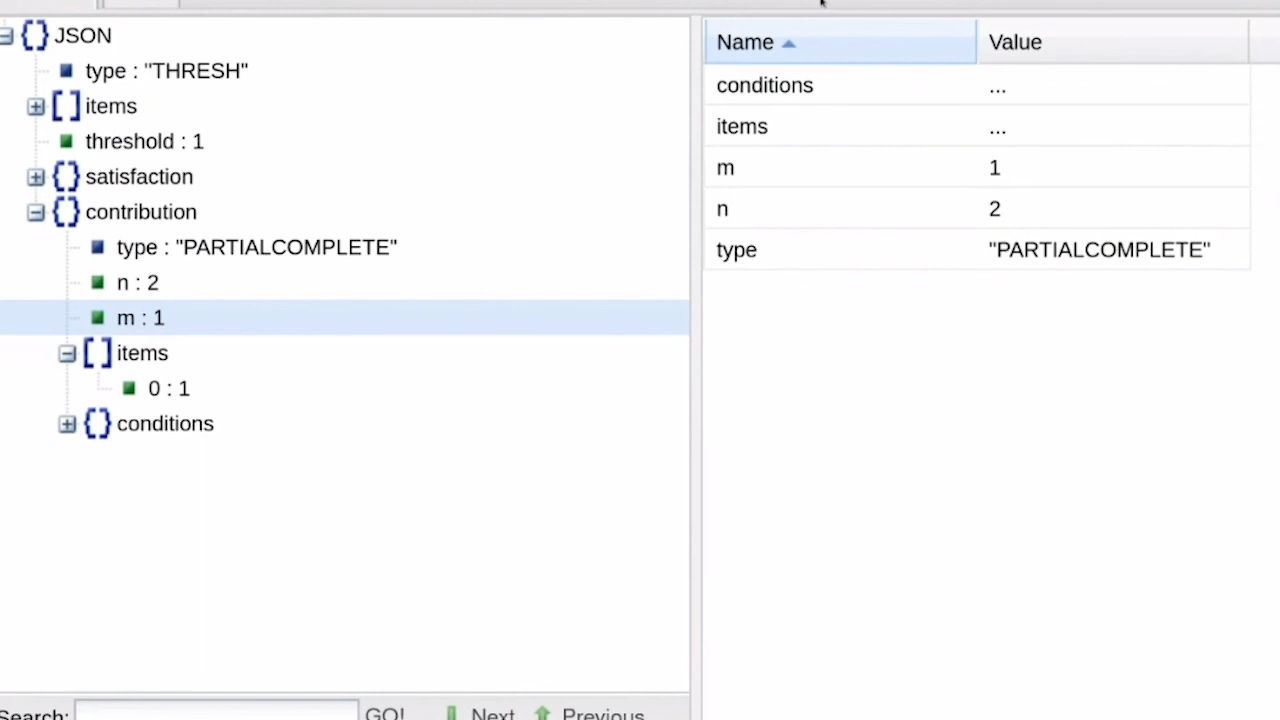 JSON
type : "THRESH"
items
threshold : 1
satisfaction
contribution
type : "PARTIALCOMPLETE"
n : 2
m : 1
items
0 : 1
conditions
Search:
GO!
Next
Previous
Name
Value
conditions
...
items
...
m
1
n
2
type
"PARTIALCOMPLETE"